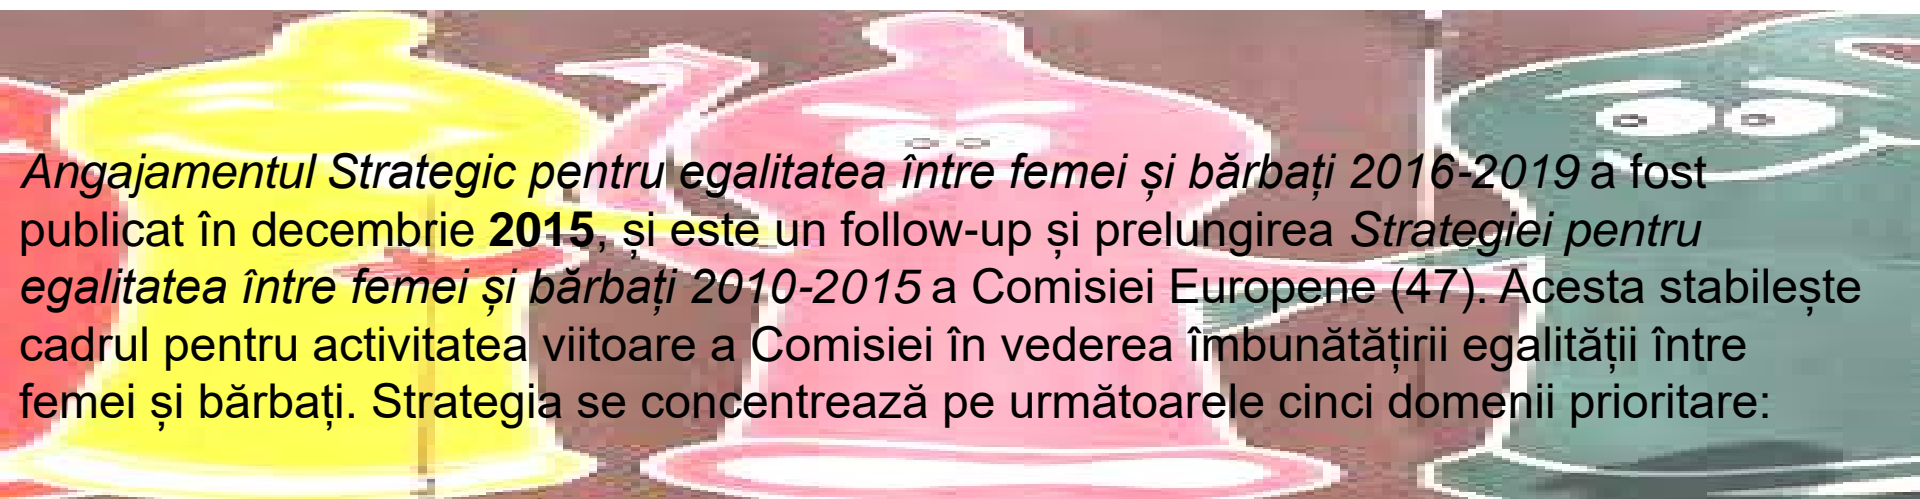 Angajamentul Strategic pentru egalitatea între femei și bărbați 2016-2019 a fost
publicat în decembrie 2015, și este un follow-up și prelungirea Strategiei pentru
egalitatea între femei și bărbați 2010-2015 a Comisiei Europene (47). Acesta stabilește
cadrul pentru activitatea viitoare a Comisiei în vederea îmbunătățirii egalității între
femei și bărbați. Strategia se concentrează pe următoarele cinci domenii prioritare: